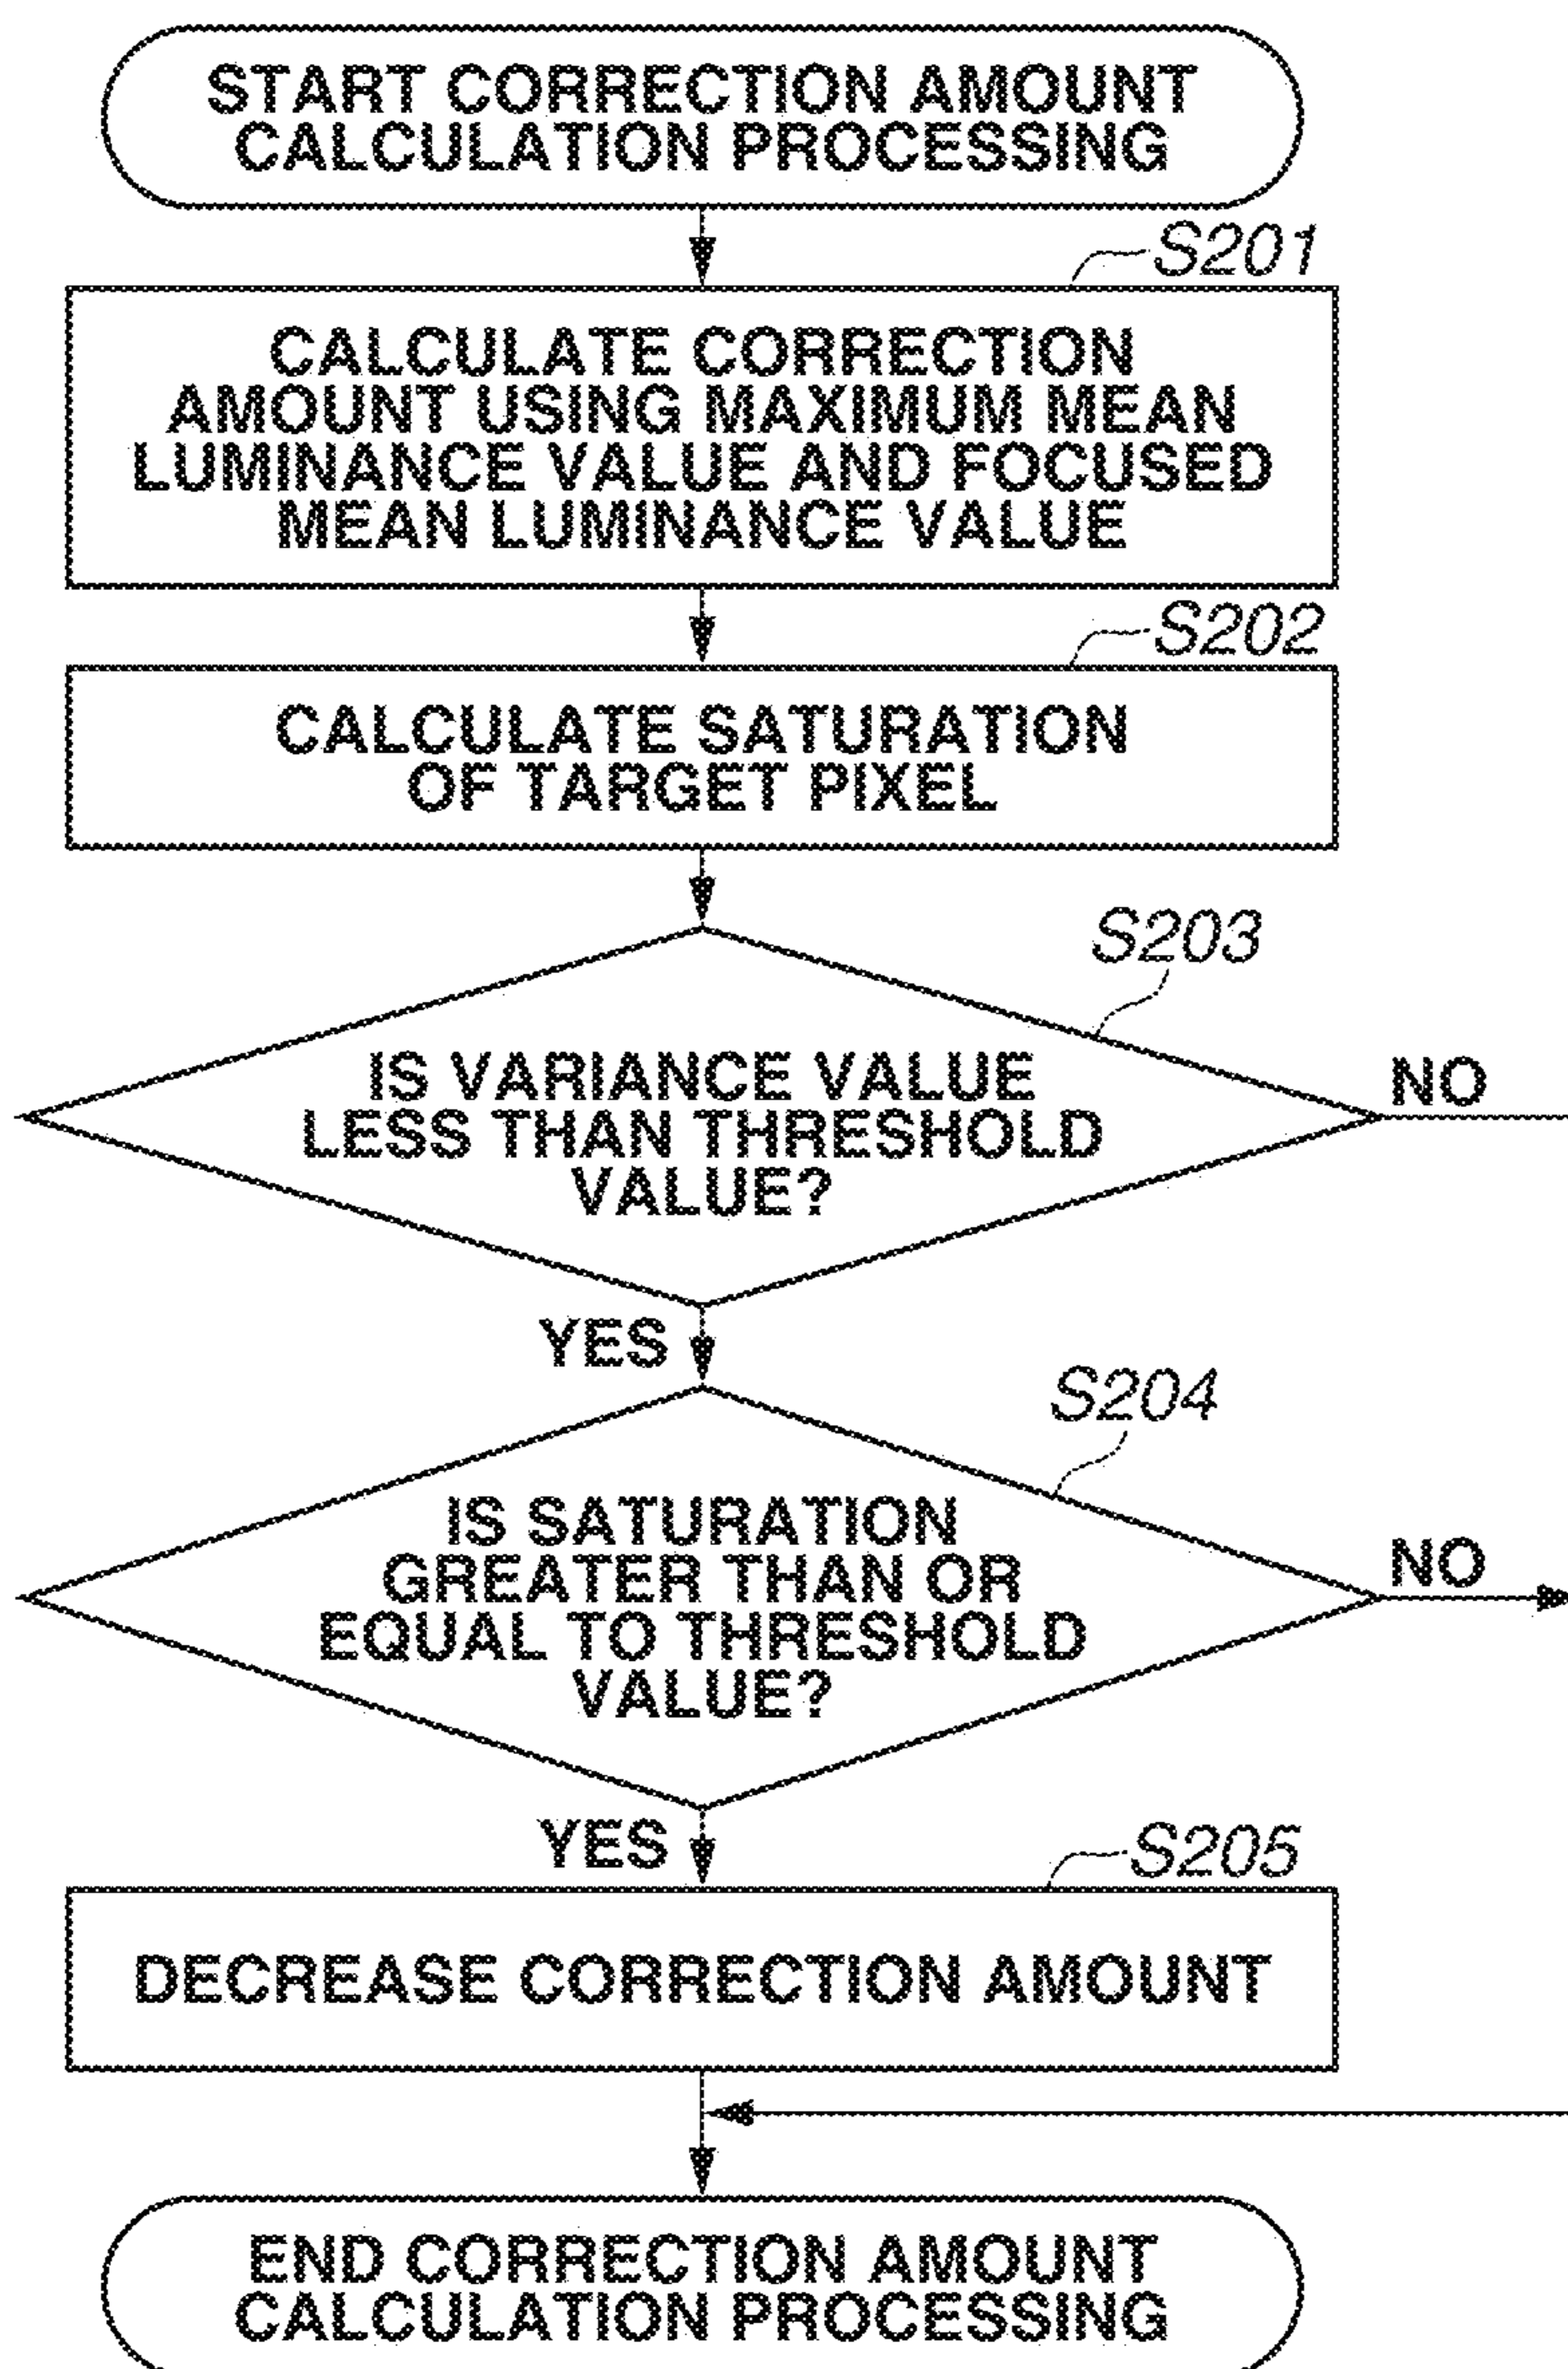 START CORRECTION AMOUNT
CALCULATION PROCESSING
S201
CALCULATE CORRECTION
AMOUNT USING MAXIMUM MEAN
LUMINANCE VALUE AND FOCUSED
MEAN LUMINANCE VALUE
S202
CALCULATE SATURATION
OF TARGET PIXEL
S203
IS VARIANCE VALUE
LESS THAN THRESHOLD
VALUE?
NO
YES
S204
IS SATURATION
GREATER THAN OR
EQUAL TO THRESHOLD
VALUE?
NO
YES
S205
DECREASE CORRECTION AMOUNT
END CORRECTION AMOUNT
CALCULATION PROCESSING